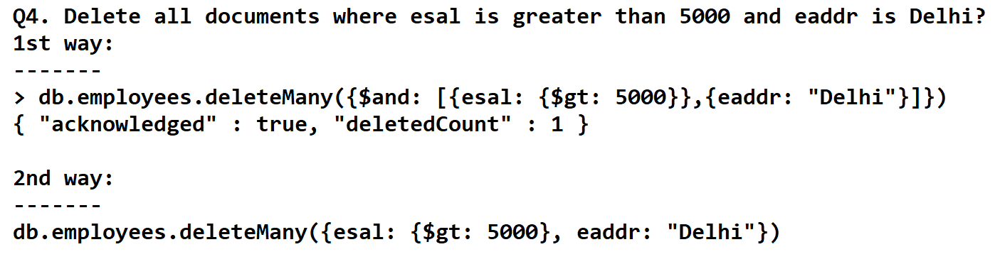 Q4. Delete all documents where esal is greater than 5000 and eaddr is Delhi?
1st way:
-------
> db.employees.deleteMany({$and: [{esal: {$gt: 5000}},{eaddr: "Delhi"}]})
{ "acknowledged" : true, "deletedCount" : 1 }

2nd way:
-------
db.employees.deleteMany({esal: {$gt: 5000}, eaddr: "Delhi"})